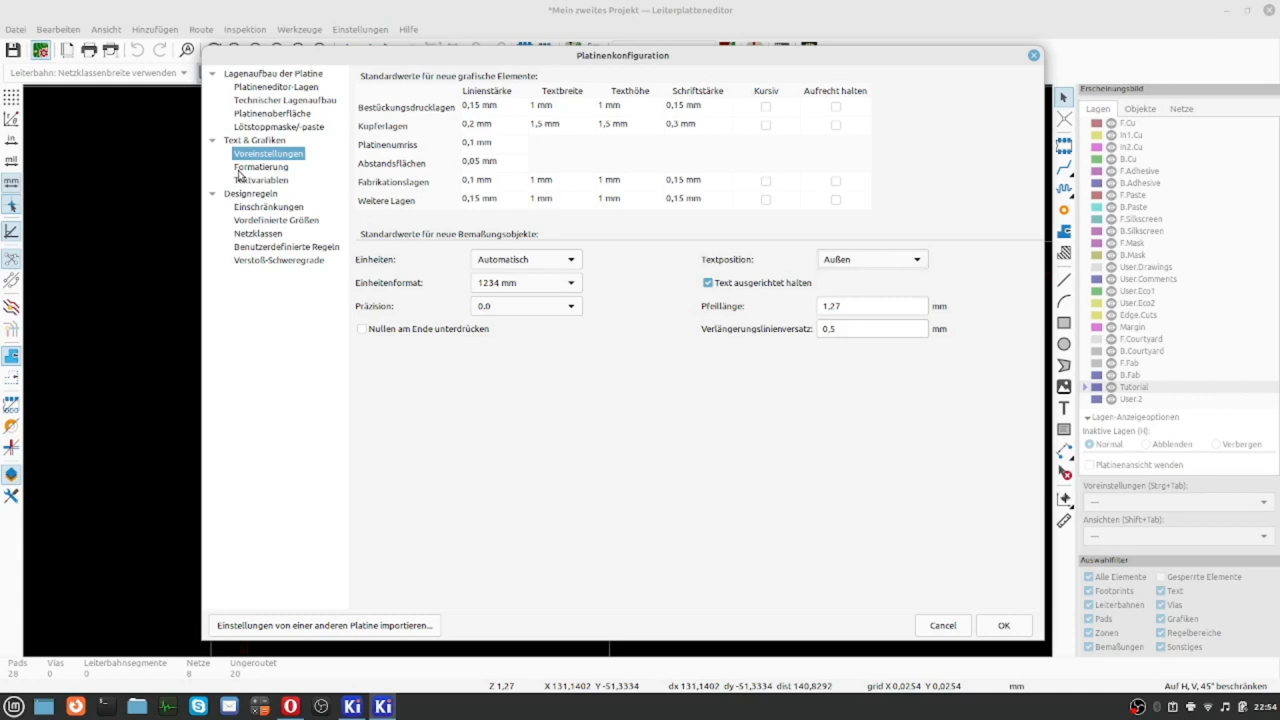 *Mein zweites Projekt — Leiterplatteneditor
Datei Bearbeiten Ansicht Hinzufügen Route Inspektion Werkzeuge Einstellungen Hilfe
Leiterbahn: Netzklassenbreite verwenden
in
mil
mm
Platinenkonfiguration
Lagenaufbau der Platine
Platineneditor-Lagen
Technischer Lagenaufbau
Platinenoberfläche
Lötstoppmaske/-paste
Text & Grafiken
Voreinstellungen
Formatierung
Textvariablen
Designregeln
Einschränkungen
Vordefinierte Größen
Netzklassen
Benutzerdefinierte Regeln
Verstoß-Schweregrade
Standardwerte für neue grafische Elemente:
Linienstärke Textbreite Texthöhe Schriftstärke Kursiv Aufrecht halten
Bestückungsdrucklagen 0,15 mm 1 mm 1 mm 0,15 mm
Kupferlagen 0,2 mm 1,5 mm 1,5 mm 0,3 mm
Platinenumriss 0,1 mm
Abstandsflächen 0,05 mm
Fabrikationslagen 0,1 mm 1 mm 1 mm 0,15 mm
Weitere Lagen 0,15 mm 1 mm 1 mm 0,15 mm
Standardwerte für neue Bemaßungsobjekte:
Einheiten: Automatisch Textposition: Außen
Einheitenformat: 1234 mm Text ausgerichtet halten
Präzision: 0.0 Pfeillänge: 1,27 mm
Nullen am Ende unterdrücken Verlängerungslinienversatz: 0,5 mm
Einstellungen von einer anderen Platine importieren... Cancel OK
Erscheinungsbild
Lagen Objekte Netze
F.Cu
In1.Cu
In2.Cu
B.Cu
F.Adhesive
B.Adhesive
F.Paste
B.Paste
F.Silkscreen
B.Silkscreen
F.Mask
B.Mask
User.Drawings
User.Comments
User.Eco1
User.Eco2
Edge.Cuts
Margin
F.Courtyard
B.Courtyard
F.Fab
B.Fab
Tutorial
User.2
Lagen-Anzeigeoptionen
Inaktive Lagen (H):
Normal Abblenden Verbergen
Platinenansicht wenden
Voreinstellungen (Strg+Tab):
---
Ansichten (Shift+Tab):
---
Auswahlfilter
Alle Elemente Gesperrte Elemente
Footprints Text
Leiterbahnen Vias
Pads Grafiken
Zonen Regelbereiche
Bemaßungen Sonstiges
Pads Vias Leiterbahnsegmente Netze Ungeroutet
28 0 0 8 20
Z 1,27 X 131,1402 Y -51,3334 dx 131,1402 dy -51,3334 dist 140,8292 grid X 0,0254 Y 0,0254 mm Auf H, V, 45° beschränken
Ki Ki 22:54